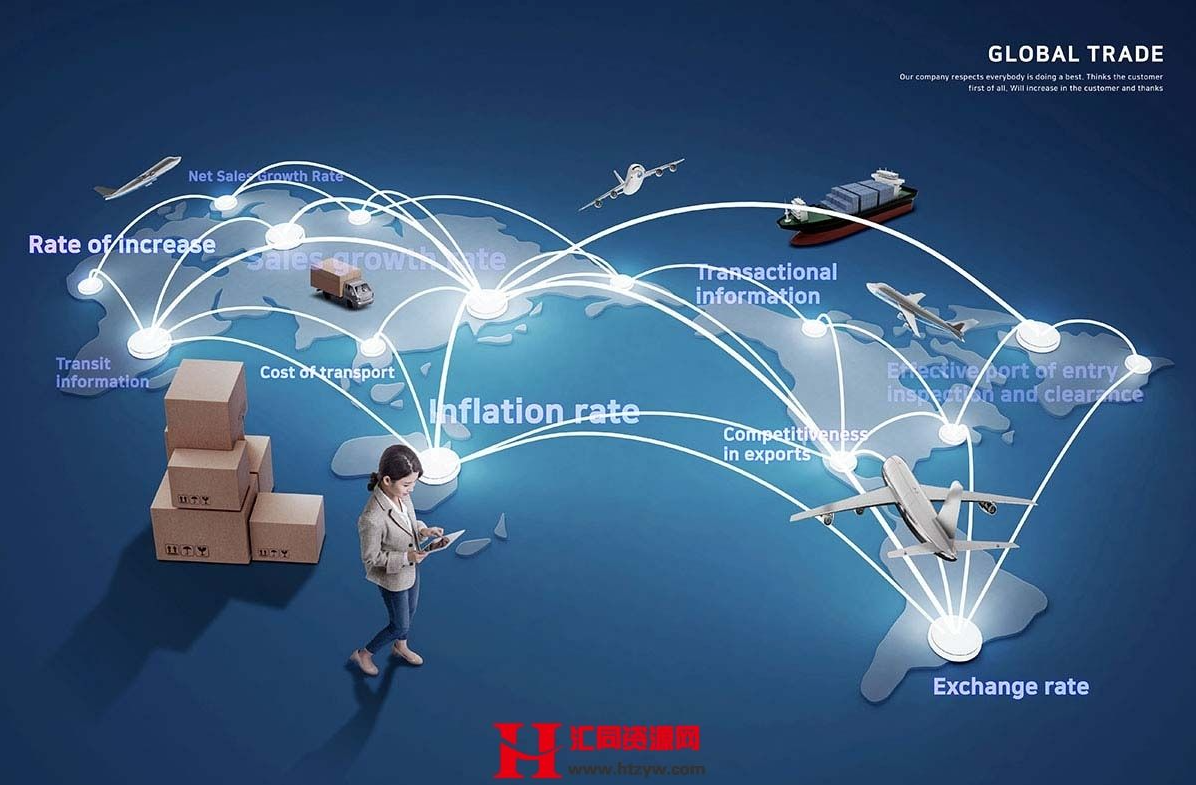 GLOBAL TRADE
Our company respects everybody is doing a best. Thinks the customer
first of all. Will increase in the customer and thanks
Net Sales Growth Rate
Rate of increase
Sales growth rate
Transactional
information
Transit
information
Cost of transport
Effective port of entry
inspection and clearance
Inflation rate
Competitiveness
in exports
Exchange rate
H 汇同资源网
www.htzyw.com